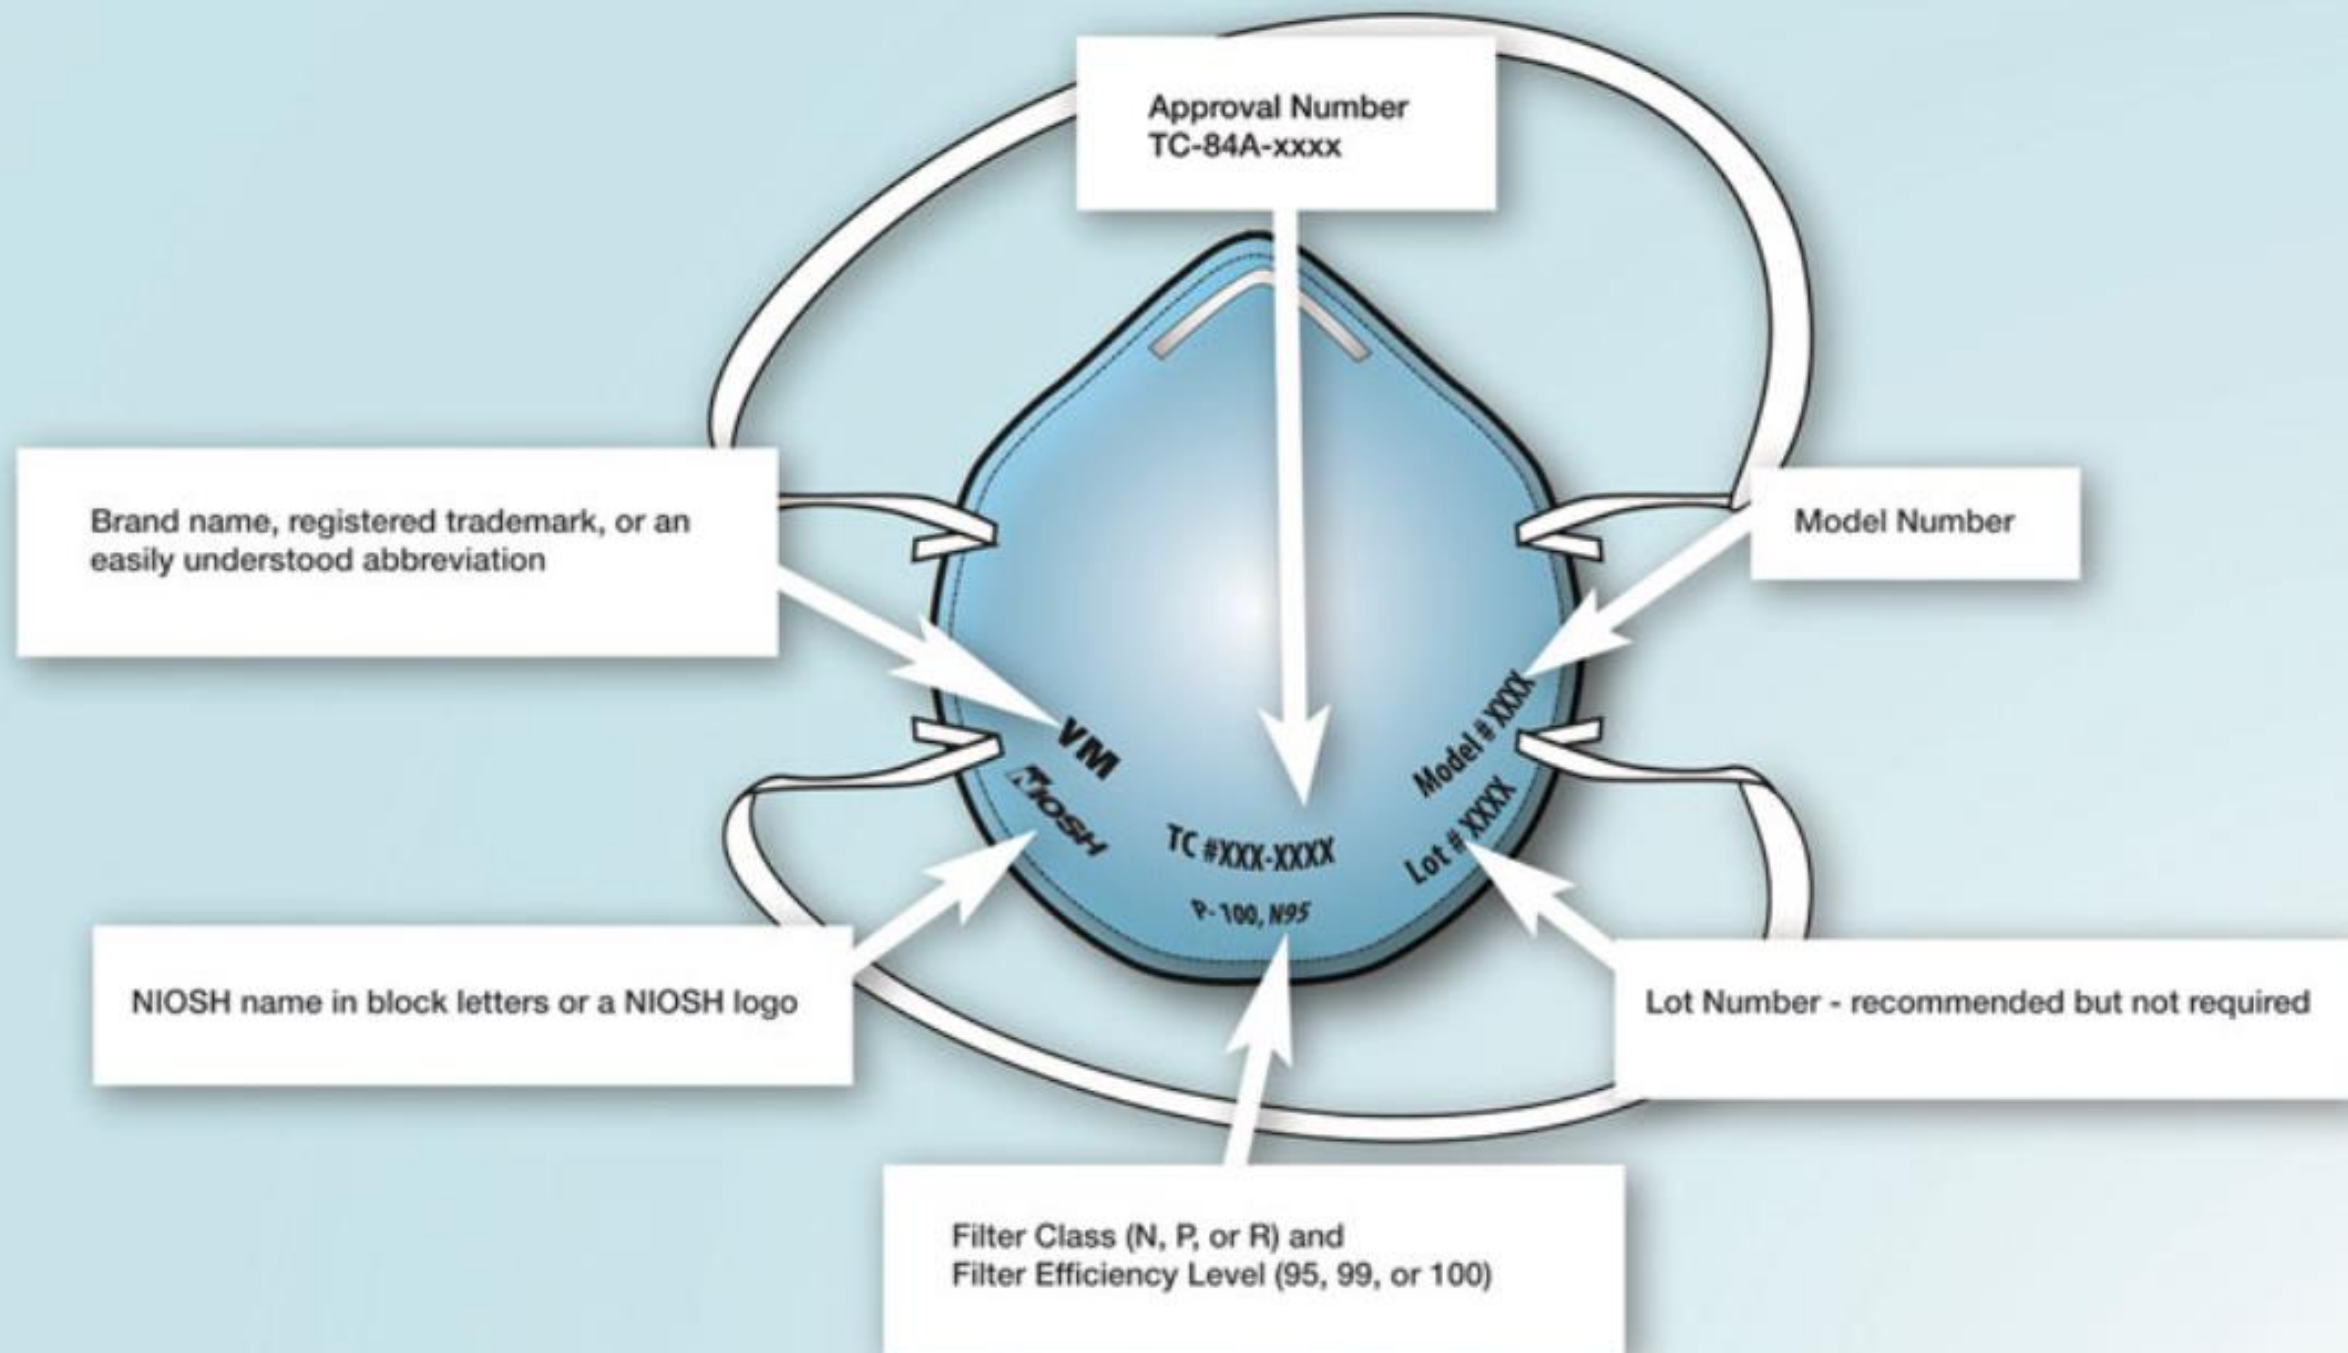 Approval Number
TC-84A-xxxx
Brand name, registered trademark, or an
easily understood abbreviation
Model Number
VM
NIOSH
TC #XXX-XXXX
P-100, N95
Model # XXXX
Lot # XXXX
NIOSH name in block letters or a NIOSH logo
Lot Number - recommended but not required
Filter Class (N, P, or R) and
Filter Efficiency Level (95, 99, or 100)